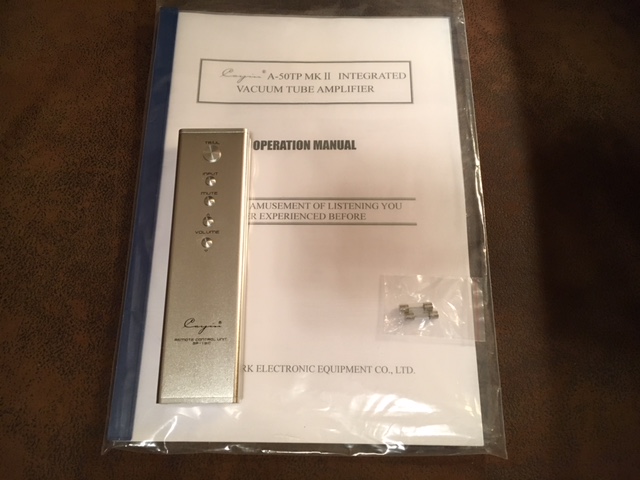 Cayin® A-50TP MK II INTEGRATED
VACUUM TUBE AMPLIFIER
OPERATION MANUAL
AMUSEMENT OF LISTENING YOU
R EXPERIENCED BEFORE
RK ELECTRONIC EQUIPMENT CO., LTD.
INPUT
MUTE
VOLUME
Cayin®
REMOTE CONTROL UNIT